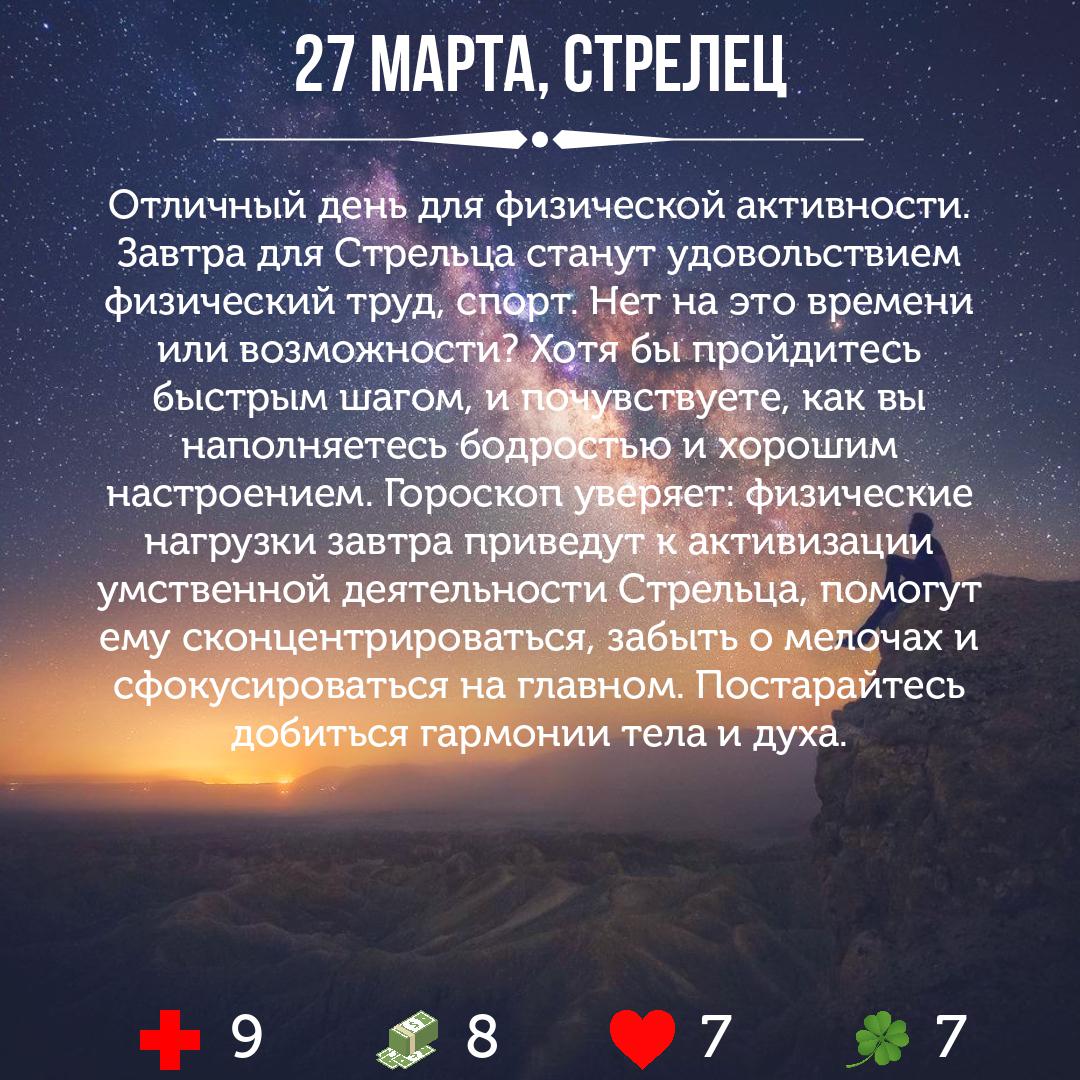 27 МАРТА, СТРЕЛЕЦ
Отличный день для физической активности.
Завтра для Стрельца станут удовольствием
физический труд, спорт. Нет на это времени
или возможности? Хотя бы пройдитесь
быстрым шагом, и почувствуете, как вы
наполняетесь бодростью и хорошим
настроением. Гороскоп уверяет: физические
нагрузки завтра приведут к активизации
умственной деятельности Стрельца, помогут
ему сконцентрироваться, забыть о мелочах и
сфокусироваться на главном. Постарайтесь
добиться гармонии тела и духа.
9 8 7 7